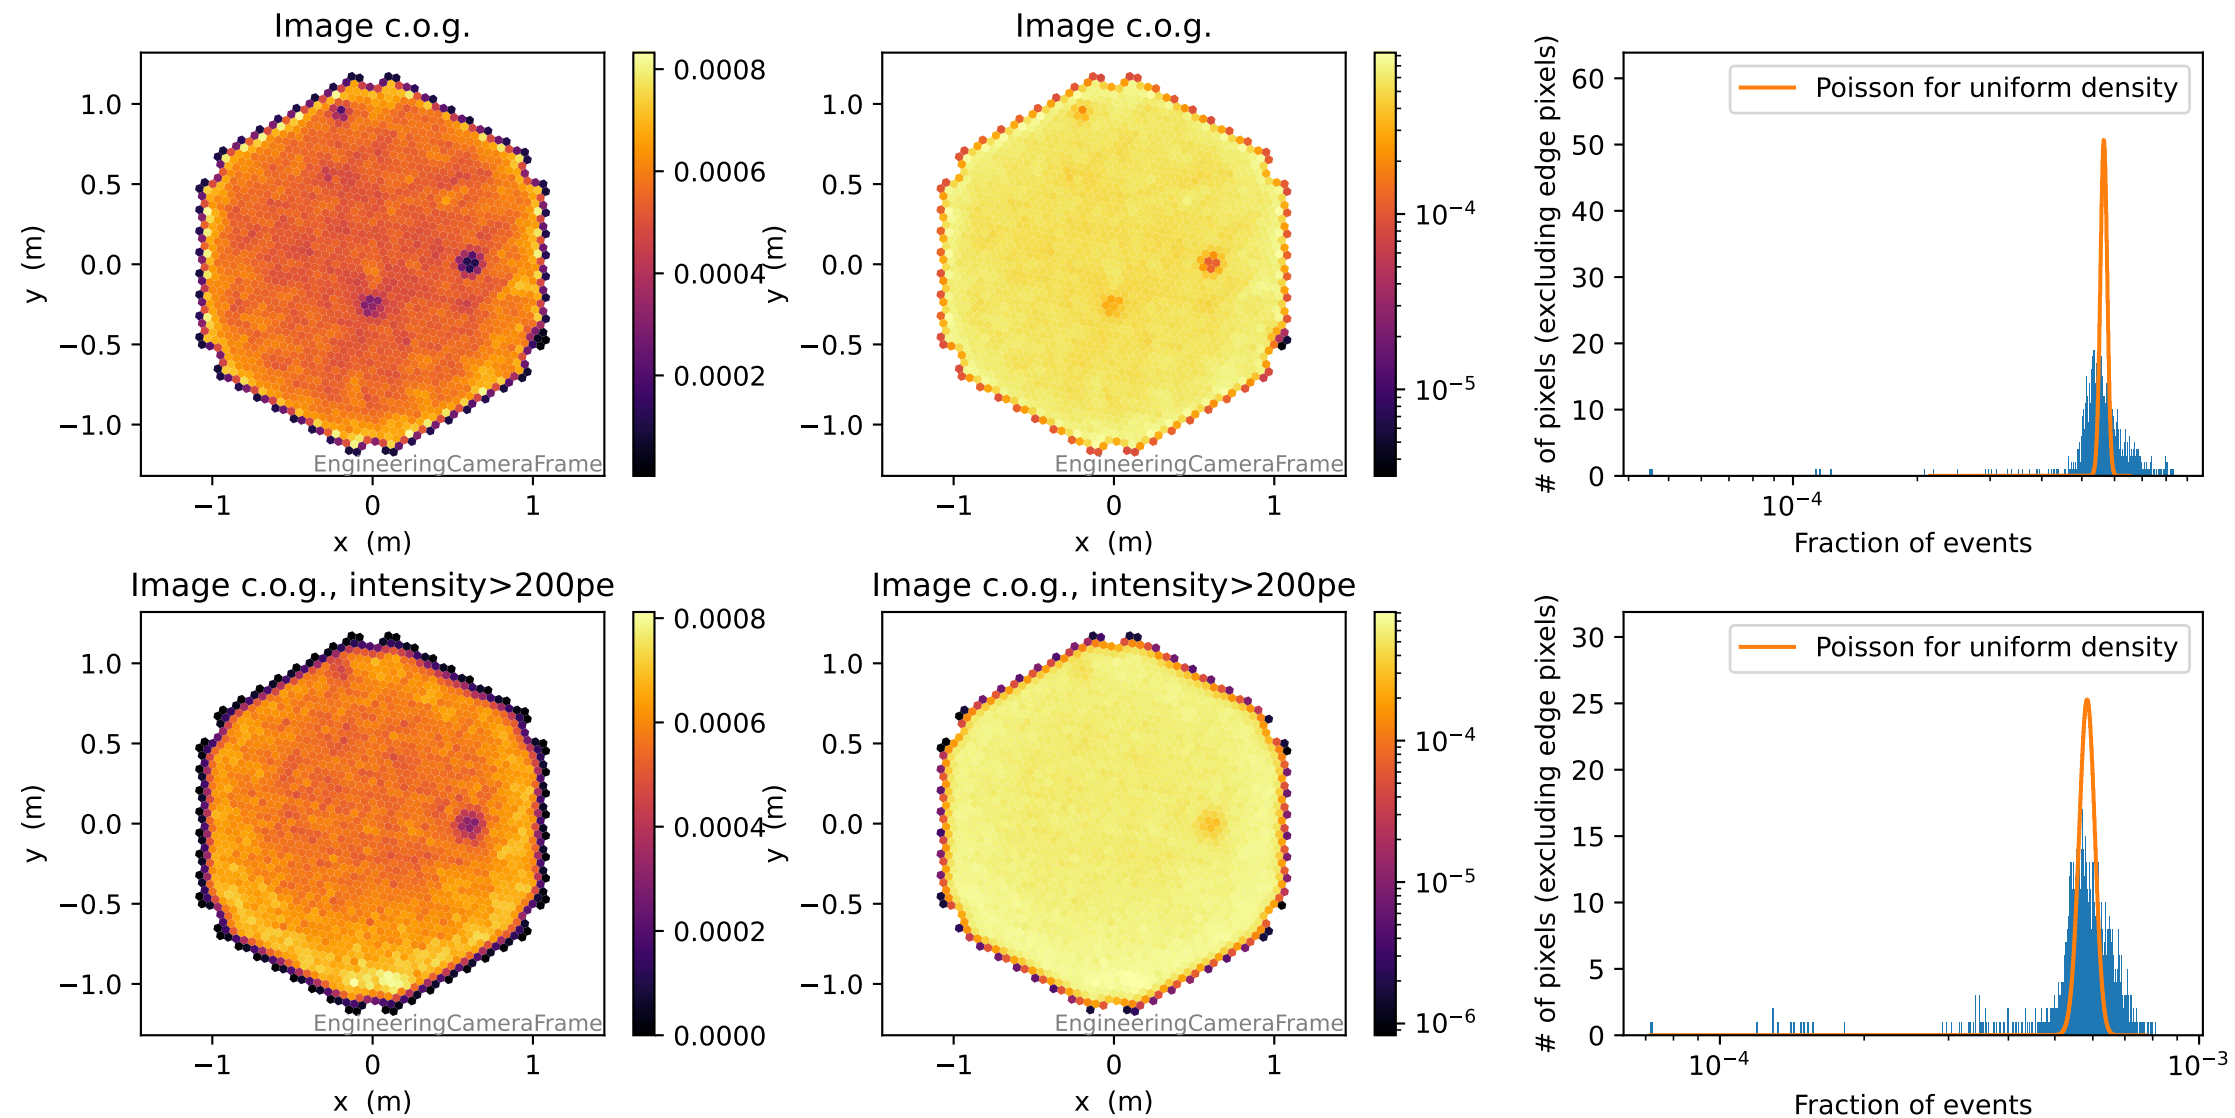 Image c.o.g.
1.0
0.5
0.0
−0.5
−1.0
y (m)
−1 0 1
x (m)
EngineeringCameraFrame
0.0008
0.0006
0.0004
0.0002
Image c.o.g.
1.0
0.5
0.0
−0.5
−1.0
y (m)
−1 0 1
x (m)
EngineeringCameraFrame
10⁻⁴
10⁻⁵
# of pixels (excluding edge pixels)
60
50
40
30
20
10
0
Poisson for uniform density
10⁻⁴
Fraction of events
Image c.o.g., intensity>200pe
1.0
0.5
0.0
−0.5
−1.0
y (m)
−1 0 1
x (m)
EngineeringCameraFrame
0.0008
0.0006
0.0004
0.0002
0.0000
Image c.o.g., intensity>200pe
1.0
0.5
0.0
−0.5
−1.0
y (m)
−1 0 1
x (m)
EngineeringCameraFrame
10⁻⁴
10⁻⁵
10⁻⁶
# of pixels (excluding edge pixels)
30
25
20
15
10
5
0
Poisson for uniform density
10⁻⁴ 10⁻³
Fraction of events